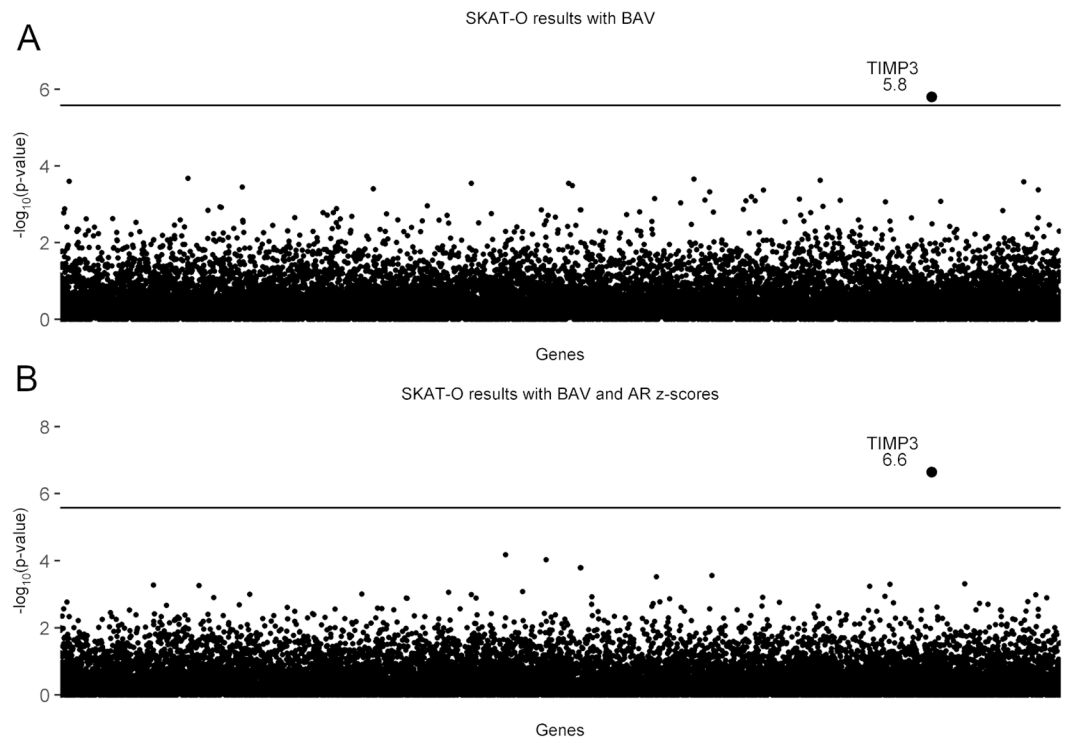 A
SKAT-O results with BAV
TIMP3
5.8
6
4
2
0
-log10(p-value)
Genes
B
SKAT-O results with BAV and AR z-scores
8
TIMP3
6.6
6
4
2
0
-log10(p-value)
Genes